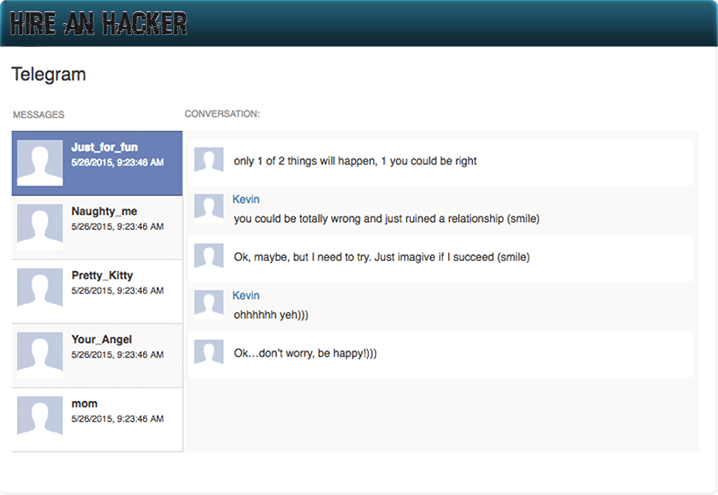 HIRE AN HACKER
Telegram
MESSAGES
CONVERSATION:
Just_for_fun
5/26/2015, 9:23:46 AM
Naughty_me
5/26/2015, 9:23:46 AM
Pretty_Kitty
5/26/2015, 9:23:46 AM
Your_Angel
5/26/2015, 9:23:46 AM
mom
5/26/2015, 9:23:46 AM
only 1 of 2 things will happen, 1 you could be right
Kevin
you could be totally wrong and just ruined a relationship (smile)
Ok, maybe, but I need to try. Just imagive if I succeed (smile)
Kevin
ohhhhhh yeh)))
Ok...don't worry, be happy!)))